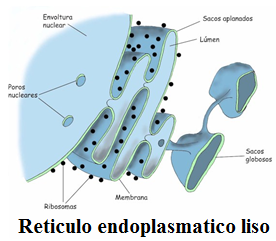 Envoltura
nuclear
Sacos aplanados
Lúmen
Poros
nucleares
Sacos
globosos
Membrana
Ribosomas
Reticulo endoplasmatico liso